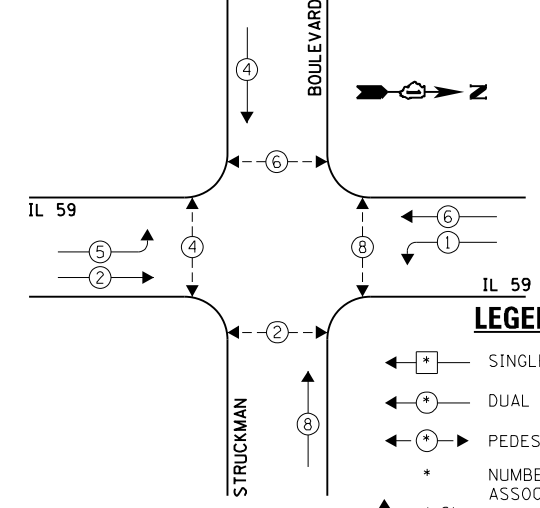 BOULEVARD
4
N
6
IL 59
6
5
4
8
1
2
IL 59
LEGE
2
* SINGL
* DUAL
8
STRUCKMAN
* PEDES
* NUMBE
ASSOC